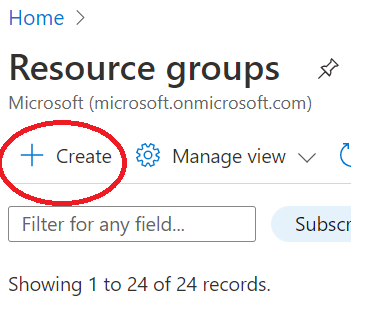 Home >
Resource groups
Microsoft (microsoft.onmicrosoft.com)
+ Create Manage view
Filter for any field... Subscr
Showing 1 to 24 of 24 records.